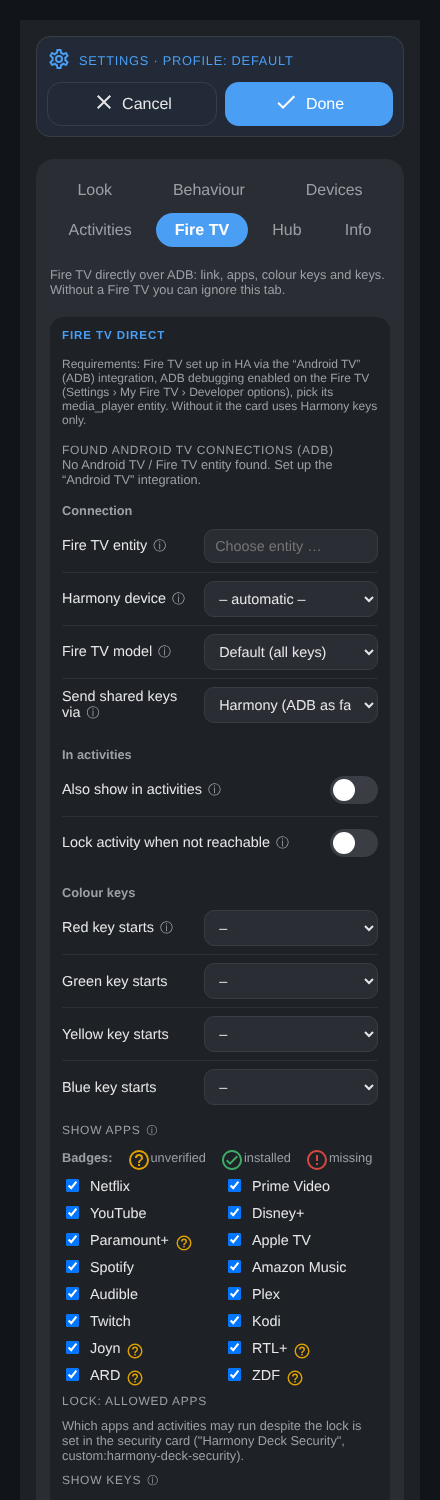 SETTINGS · PROFILE: DEFAULT
Cancel
Done
Look
Behaviour
Devices
Activities
Fire TV
Hub
Info
Fire TV directly over ADB: link, apps, colour keys and keys.
Without a Fire TV you can ignore this tab.
FIRE TV DIRECT
Requirements: Fire TV set up in HA via the “Android TV”
(ADB) integration, ADB debugging enabled on the Fire TV
(Settings › My Fire TV › Developer options), pick its
media_player entity. Without it the card uses Harmony keys
only.
FOUND ANDROID TV CONNECTIONS (ADB)
No Android TV / Fire TV entity found. Set up the
“Android TV” integration.
Connection
Fire TV entity ⓘ
Choose entity …
Harmony device ⓘ
– automatic –
Fire TV model ⓘ
Default (all keys)
Send shared keys
via ⓘ
Harmony (ADB as fa
In activities
Also show in activities ⓘ
Lock activity when not reachable ⓘ
Colour keys
Red key starts ⓘ
–
Green key starts
–
Yellow key starts
–
Blue key starts
–
SHOW APPS ⓘ
Badges: unverified installed missing
Netflix
Prime Video
YouTube
Disney+
Paramount+
Apple TV
Spotify
Amazon Music
Audible
Plex
Twitch
Kodi
Joyn
RTL+
ARD
ZDF
LOCK: ALLOWED APPS
Which apps and activities may run despite the lock is
set in the security card ("Harmony Deck Security",
custom:harmony-deck-security).
SHOW KEYS ⓘ